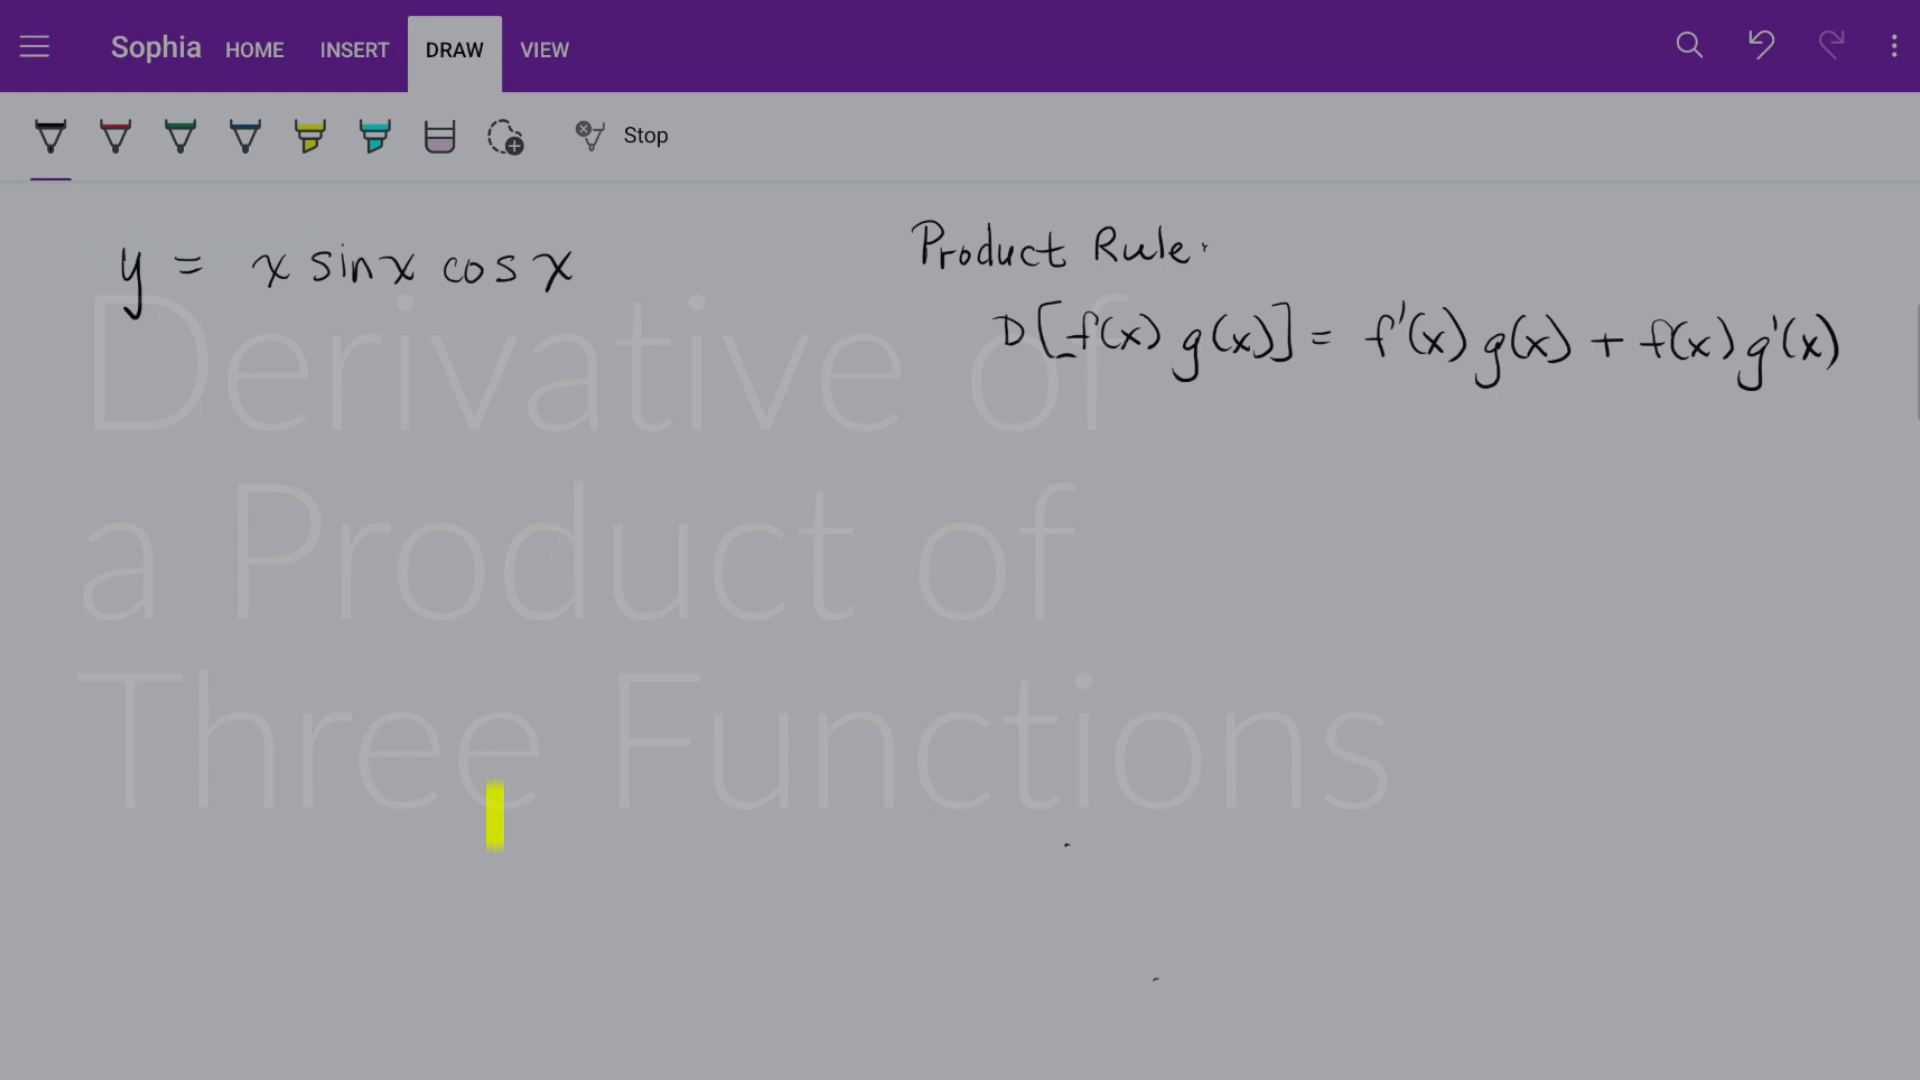 Sophia HOME INSERT DRAW VIEW
Stop
y = x sin x cos x
Product Rule:
D[f(x) g(x)] = f'(x) g(x) + f(x) g'(x)
Derivative of
a Product of
Three Functions